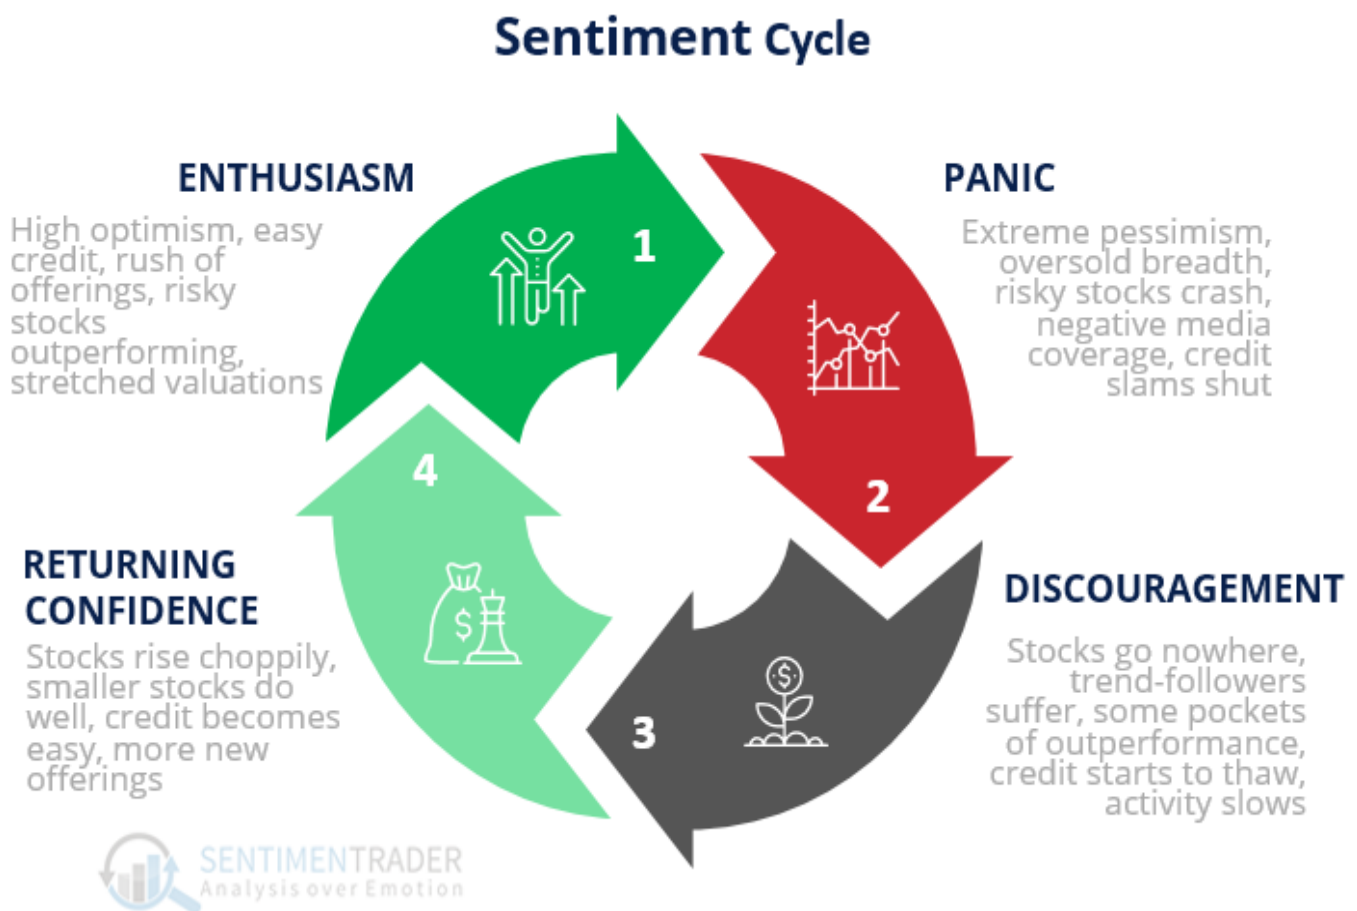 Sentiment Cycle
ENTHUSIASM
High optimism, easy
credit, rush of
offerings, risky
stocks
outperforming,
stretched valuations
1
PANIC
Extreme pessimism,
oversold breadth,
risky stocks crash,
negative media
coverage, credit
slams shut
2
DISCOURAGEMENT
Stocks go nowhere,
trend-followers
suffer, some pockets
of outperformance,
credit starts to thaw,
activity slows
$
3
RETURNING
CONFIDENCE
Stocks rise choppily,
smaller stocks do
well, credit becomes
easy, more new
offerings
$
4
SENTIMENTRADER
Analysis over Emotion